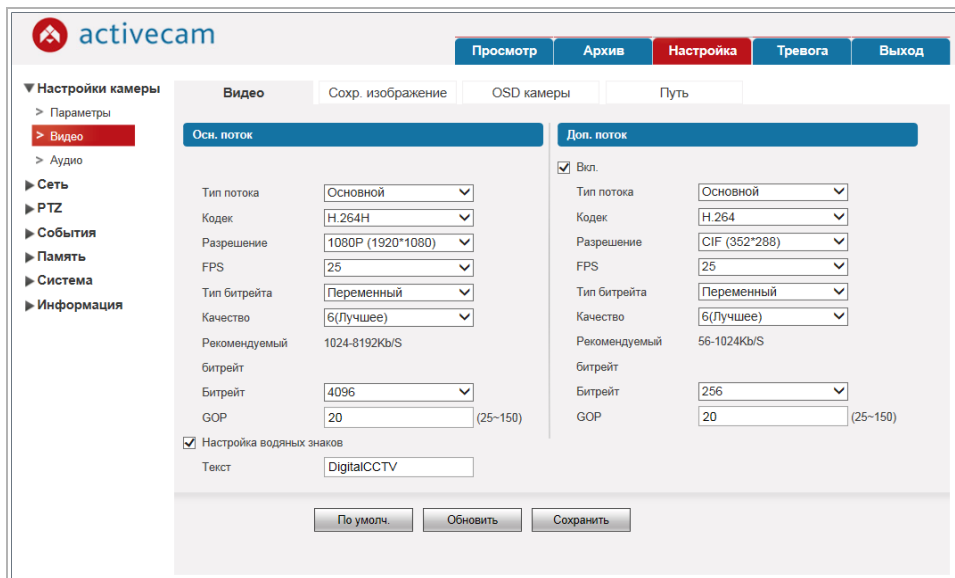 activecam
Просмотр Архив Настройка Тревога Выход
Настройки камеры
> Параметры
> Видео
> Аудио
Сеть
PTZ
События
Память
Система
Информация
Видео Сохр. изображение OSD камеры Путь
Осн. поток
Тип потока Основной
Кодек H.264H
Разрешение 1080P (1920*1080)
FPS 25
Тип битрейта Переменный
Качество 6(Лучшее)
Рекомендуемый 1024-8192Kb/S
битрейт
Битрейт 4096
GOP 20 (25~150)
Настройка водяных знаков
Текст DigitalCCTV
Доп. поток
Вкл.
Тип потока Основной
Кодек H.264
Разрешение CIF (352*288)
FPS 25
Тип битрейта Переменный
Качество 6(Лучшее)
Рекомендуемый 56-1024Kb/S
битрейт
Битрейт 256
GOP 20 (25~150)
По умолч. Обновить Сохранить